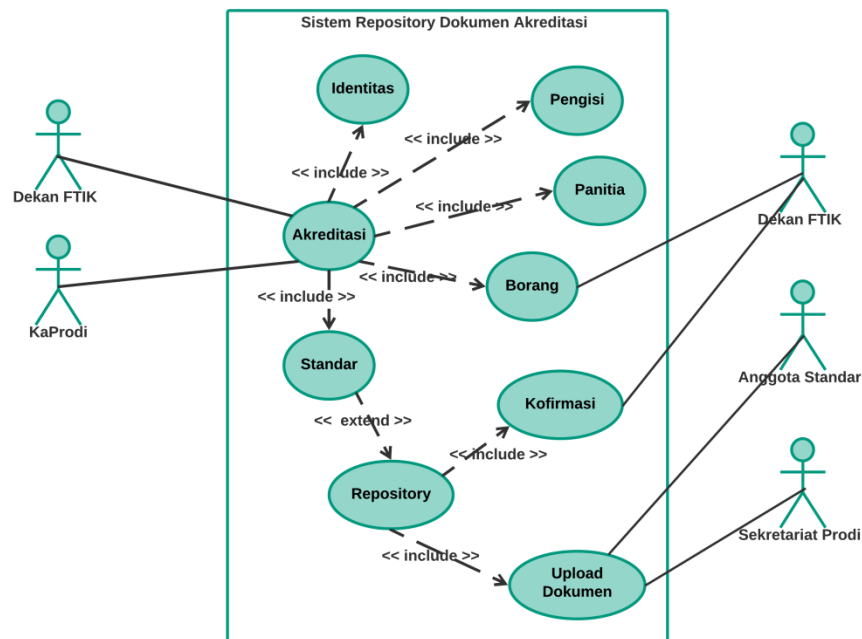 Sistem Repository Dokumen Akreditasi
Identitas
Pengisi
<< include >>
<< include >>
Dekan FTIK
Panitia
<< include >>
Dekan FTIK
Akreditasi
<< include >>
Borang
<< include >>
KaProdi
Standar
Anggota Standar
Kofirmasi
<< extend >>
<< include >>
Repository
Sekretariat Prodi
<< include >>
Upload
Dokumen